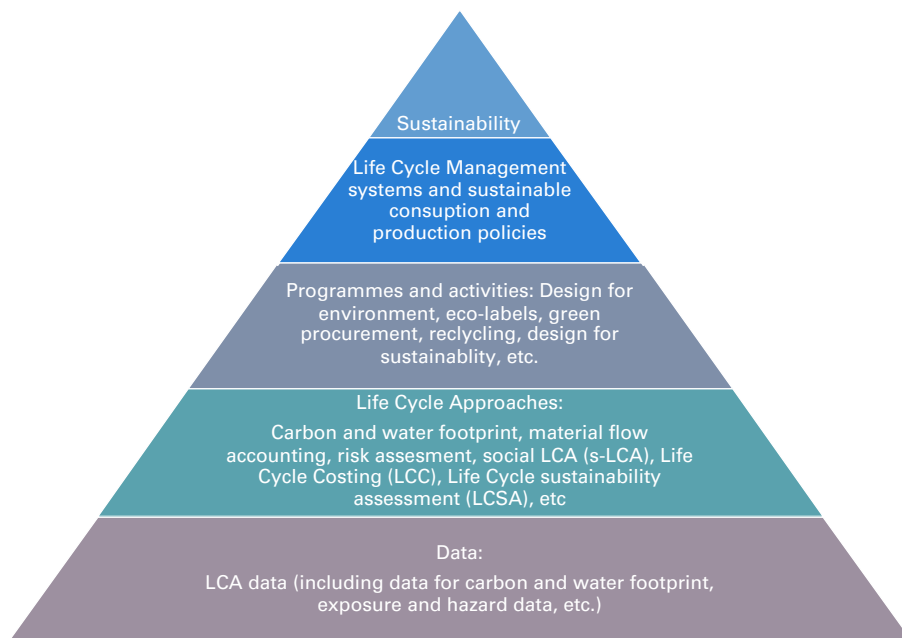 Sustainability
Life Cycle Management
systems and sustainable
consuption and
production policies
Programmes and activities: Design for
environment, eco-labels, green
procurement, reclycling, design for
sustainablity, etc.
Life Cycle Approaches:
Carbon and water footprint, material flow
accounting, risk assesment, social LCA (s-LCA), Life
Cycle Costing (LCC), Life Cycle sustainability
assessment (LCSA), etc
Data:
LCA data (including data for carbon and water footprint,
exposure and hazard data, etc.)